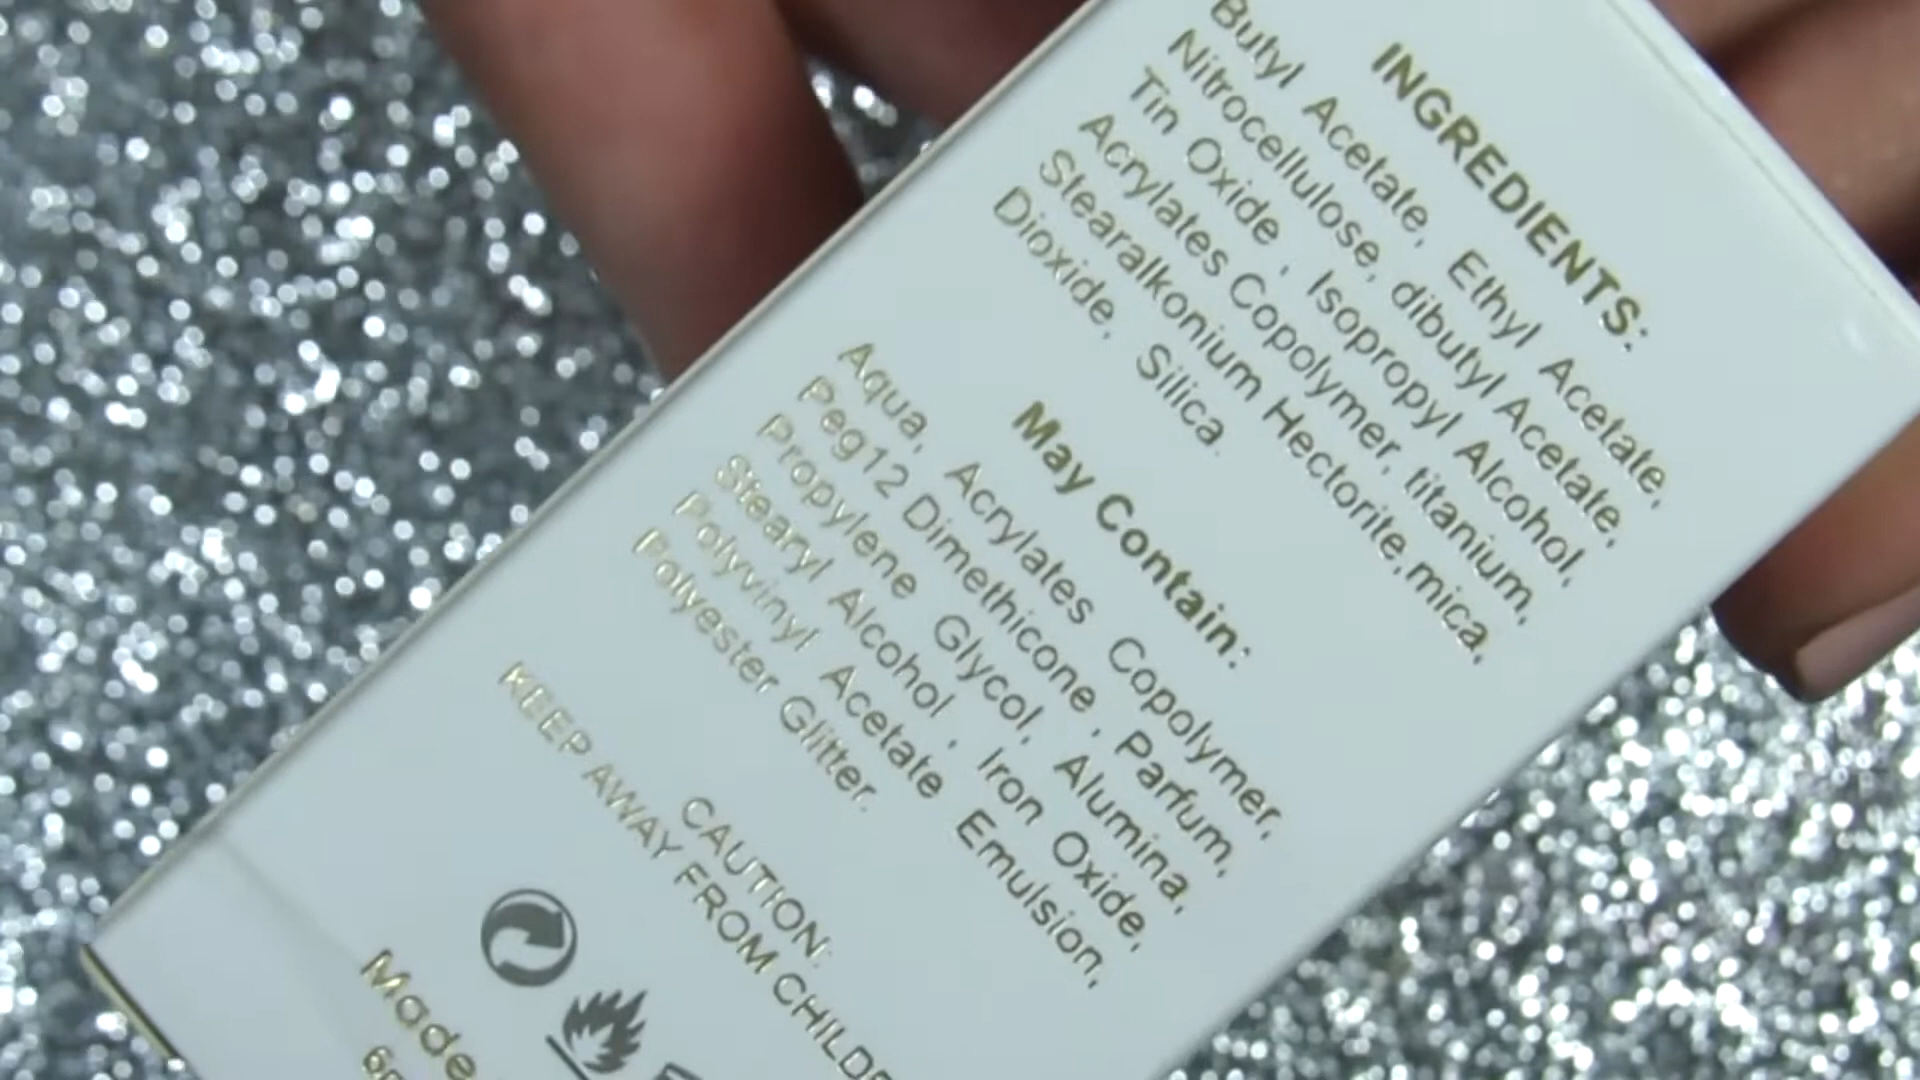 INGREDIENTS:
Butyl Acetate, Ethyl Acetate,
Nitrocellulose, dibutyl Acetate,
Tin Oxide , Isopropyl Alcohol,
Acrylates Copolymer, titanium,
Stearalkonium Hectorite,mica,
Dioxide, Silica.
May Contain:
Aqua, Acrylates Copolymer,
Peg12 Dimethicone , Parfum,
Propylene Glycol, Alumina,
Stearyl Alcohol , Iron Oxide,
Polyvinyl Acetate Emulsion,
Polyester Glitter.
CAUTION:
KEEP AWAY FROM
Made